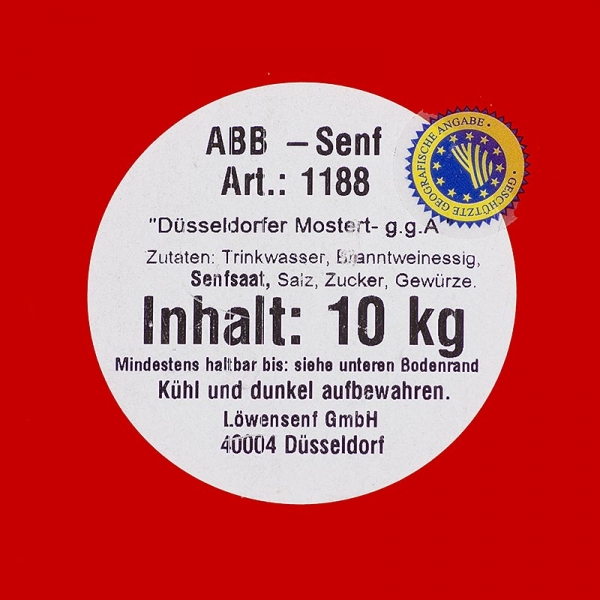 ABB – Senf
Art.: 1188
"Düsseldorfer Mostert- g.g.A
Zutaten: Trinkwasser, Branntweinessig,
Senfsaat, Salz, Zucker, Gewürze.
Inhalt: 10 kg
Mindestens haltbar bis: siehe unteren Bodenrand
Kühl und dunkel aufbewahren.
Löwensenf GmbH
40004 Düsseldorf
GESCHÜTZTE GEOGRAFISCHE ANGABE